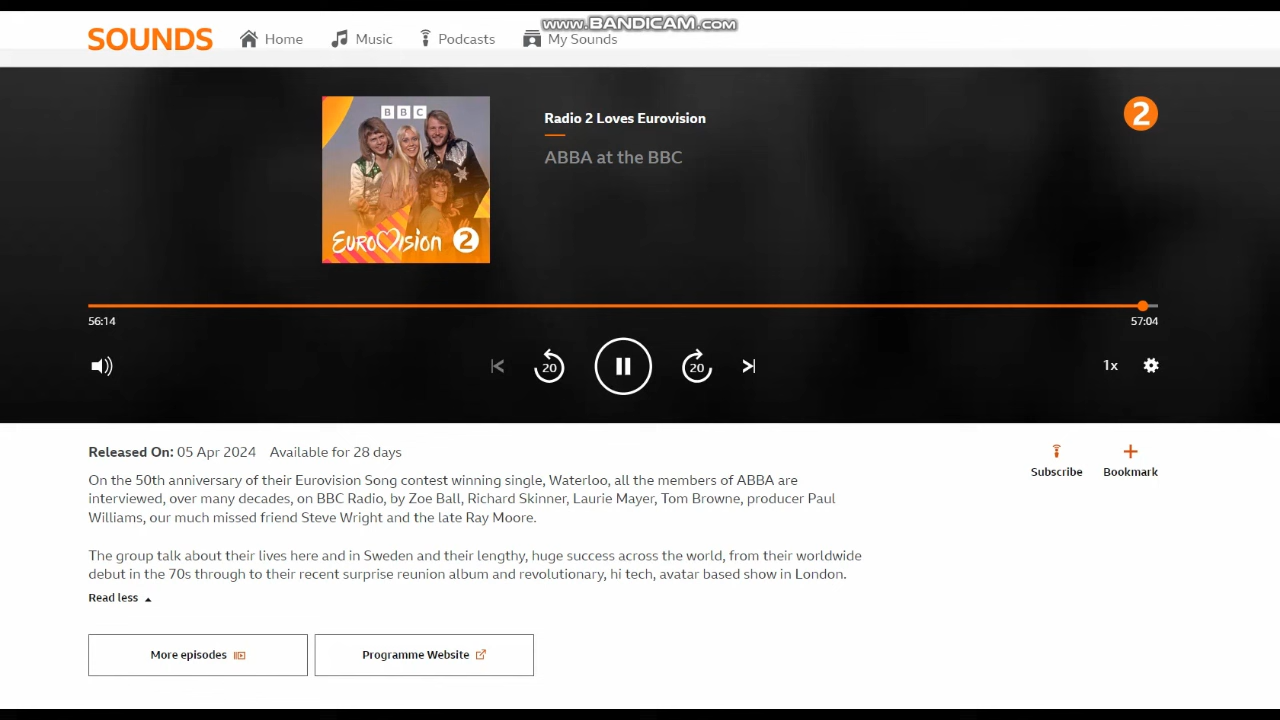 www.BANDICAM.com
SOUNDS Home Music Podcasts My Sounds
BBC
EUROVISION 2
Radio 2 Loves Eurovision
ABBA at the BBC
2
56:14 57:04
20 20 1x
Released On: 05 Apr 2024 Available for 28 days
On the 50th anniversary of their Eurovision Song contest winning single, Waterloo, all the members of ABBA are
interviewed, over many decades, on BBC Radio, by Zoe Ball, Richard Skinner, Laurie Mayer, Tom Browne, producer Paul
Williams, our much missed friend Steve Wright and the late Ray Moore.
The group talk about their lives here and in Sweden and their lengthy, huge success across the world, from their worldwide
debut in the 70s through to their recent surprise reunion album and revolutionary, hi tech, avatar based show in London.
Read less
Subscribe Bookmark
More episodes Programme Website